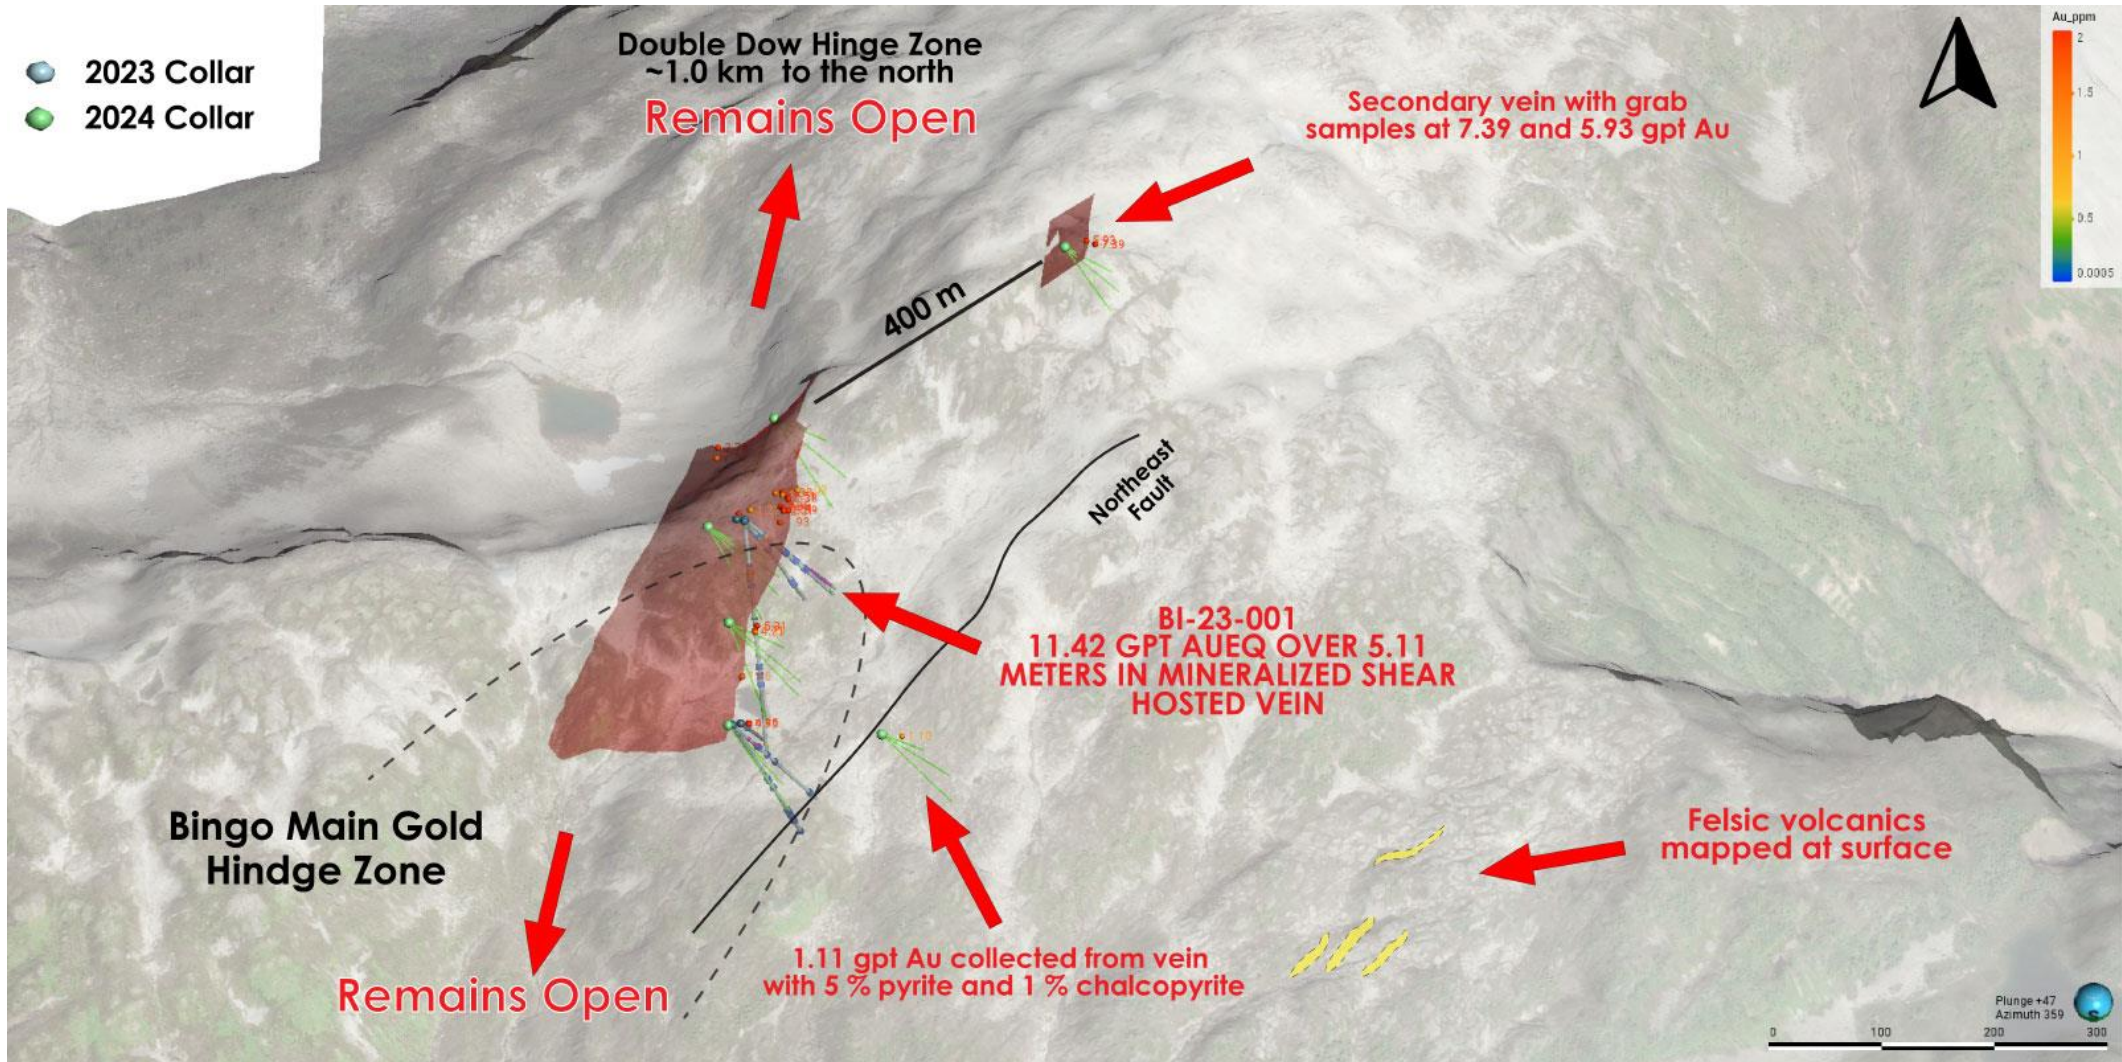 2023 Collar
2024 Collar
Double Dow Hinge Zone
~1.0 km to the north
Remains Open
Secondary vein with grab
samples at 7.39 and 5.93 gpt Au
Au_ppm
2
1.5
1
0.5
0.0005
400 m
Northeast
Fault
BI-23-001
11.42 GPT AUEQ OVER 5.11
METERS IN MINERALIZED SHEAR
HOSTED VEIN
1.10
Bingo Main Gold
Hindge Zone
Remains Open
1.11 gpt Au collected from vein
with 5 % pyrite and 1 % chalcopyrite
Felsic volcanics
mapped at surface
Plunge +47
Azimuth 359
S
0 100 200 300